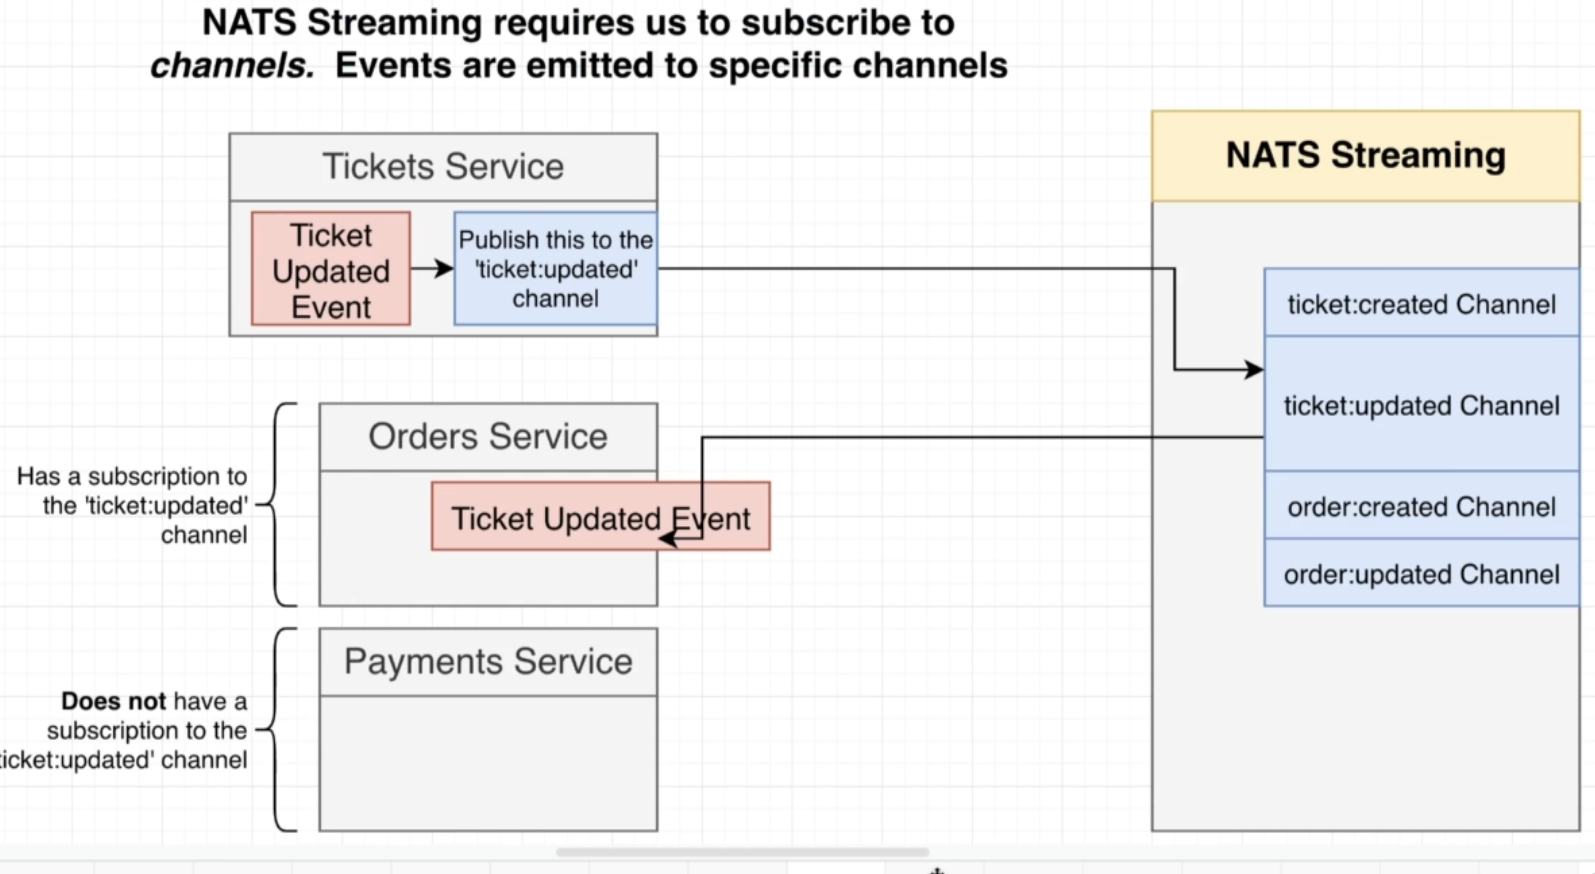 NATS Streaming requires us to subscribe to
channels. Events are emitted to specific channels
Tickets Service
Ticket
Updated
Event
Publish this to the
'ticket:updated'
channel
NATS Streaming
ticket:created Channel
ticket:updated Channel
order:created Channel
order:updated Channel
Has a subscription to
the 'ticket:updated'
channel
Orders Service
Ticket Updated Event
Does not have a
subscription to the
ticket:updated' channel
Payments Service